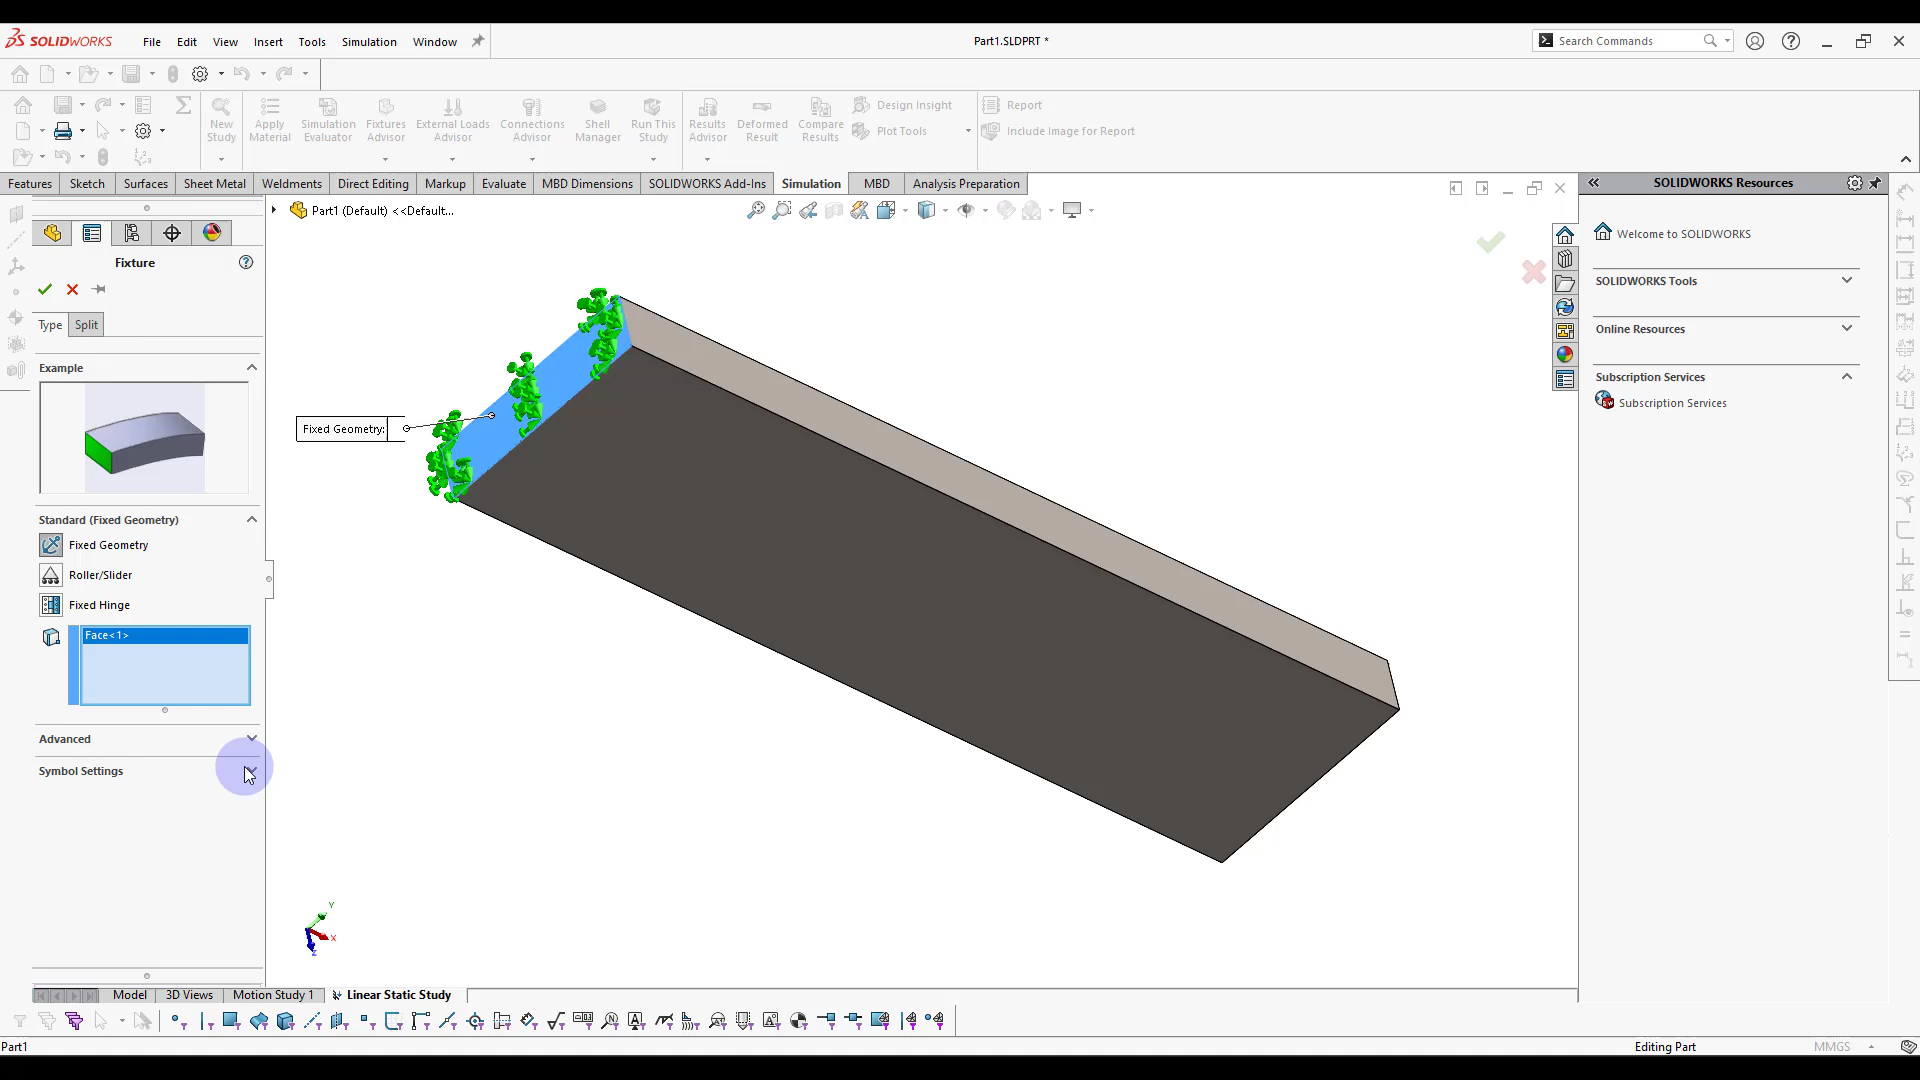 SOLIDWORKS File Edit View Insert Tools Simulation Window Part1.SLDPRT * Search Commands
New Study Apply Material Simulation Evaluator Fixtures Advisor External Loads Advisor Connections Advisor Shell Manager Run This Study Results Advisor Deformed Result Compare Results Design Insight Report
Plot Tools Include Image for Report
Features Sketch Surfaces Sheet Metal Weldments Direct Editing Markup Evaluate MBD Dimensions SOLIDWORKS Add-Ins Simulation MBD Analysis Preparation SOLIDWORKS Resources
Part1 (Default) <<Default...
Welcome to SOLIDWORKS
Fixture
SOLIDWORKS Tools
Type Split
Online Resources
Example
Subscription Services
Subscription Services
Fixed Geometry:
Standard (Fixed Geometry)
Fixed Geometry
Roller/Slider
Fixed Hinge
Face<1>
Advanced
Symbol Settings
Y
X
Z
Model 3D Views Motion Study 1 Linear Static Study
Part1 Editing Part MMGS